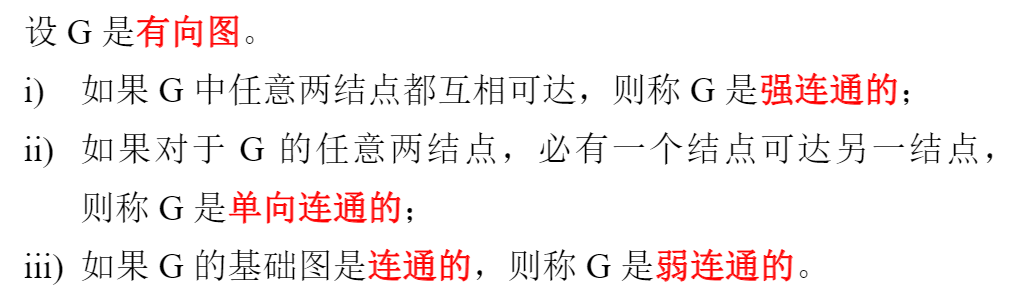 设 G 是有向图。
i) 如果 G 中任意两结点都互相可达，则称 G 是强连通的；
ii) 如果对于 G 的任意两结点，必有一个结点可达另一结点，
则称 G 是单向连通的；
iii) 如果 G 的基础图是连通的，则称 G 是弱连通的。